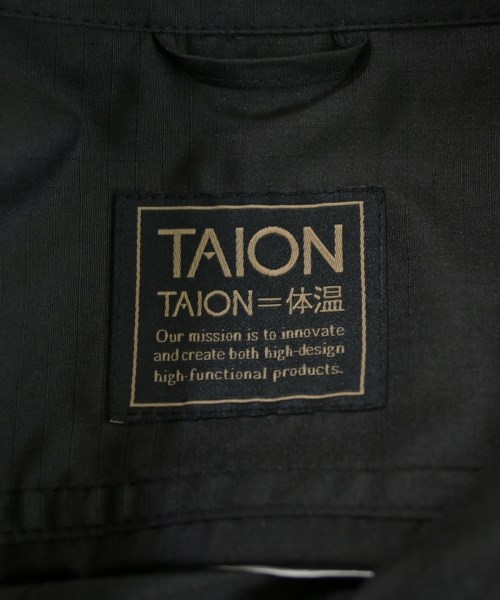 TAION
TAION=体温
Our mission is to innovate
and create both high-design
high-functional products.